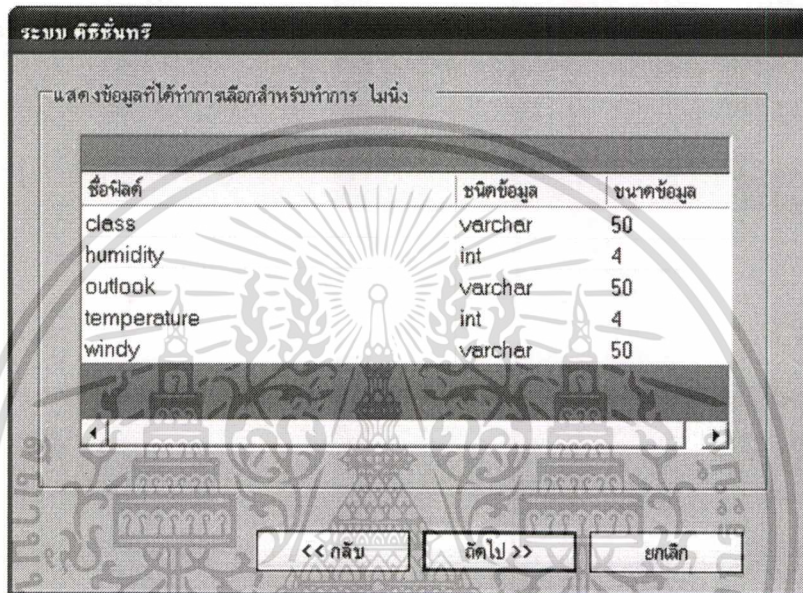 ระบบ ดิซิชั่นทรี
แสดงข้อมูลที่ได้ทำการเลือกสำหรับทำการ ไมนิ่ง
ชื่อฟิลด์ ชนิดข้อมูล ขนาดข้อมูล
class varchar 50
humidity int 4
outlook varchar 50
temperature int 4
windy varchar 50
<< กลับ ถัดไป >> ยกเลิก